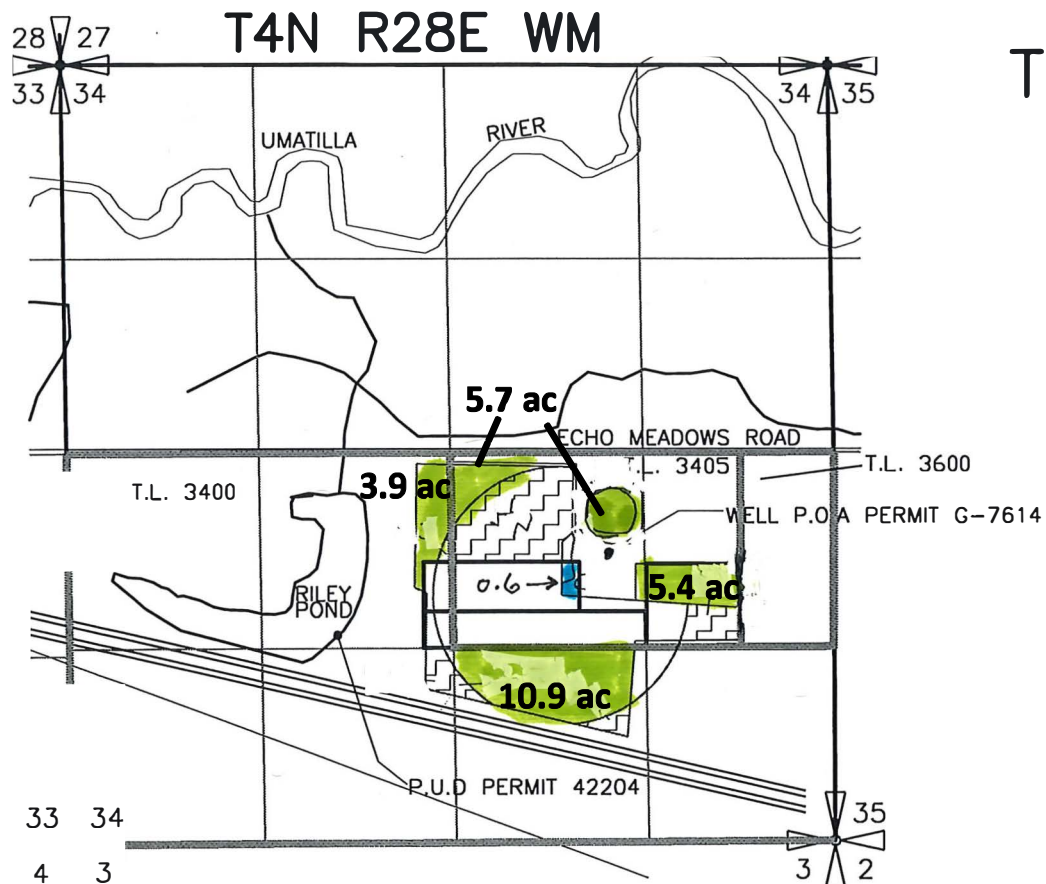 T4N R28E WM
T
28 27
33 34
34 35
UMATILLA
RIVER
5.7 ac
ECHO MEADOWS ROAD
T.L. 3405
T.L. 3600
T.L. 3400
3.9 ac
WELL P.O.A PERMIT G-7614
0.6
5.4 ac
RILEY
POND
10.9 ac
P.U.D PERMIT 42204
33 34
35
4 3
3 2